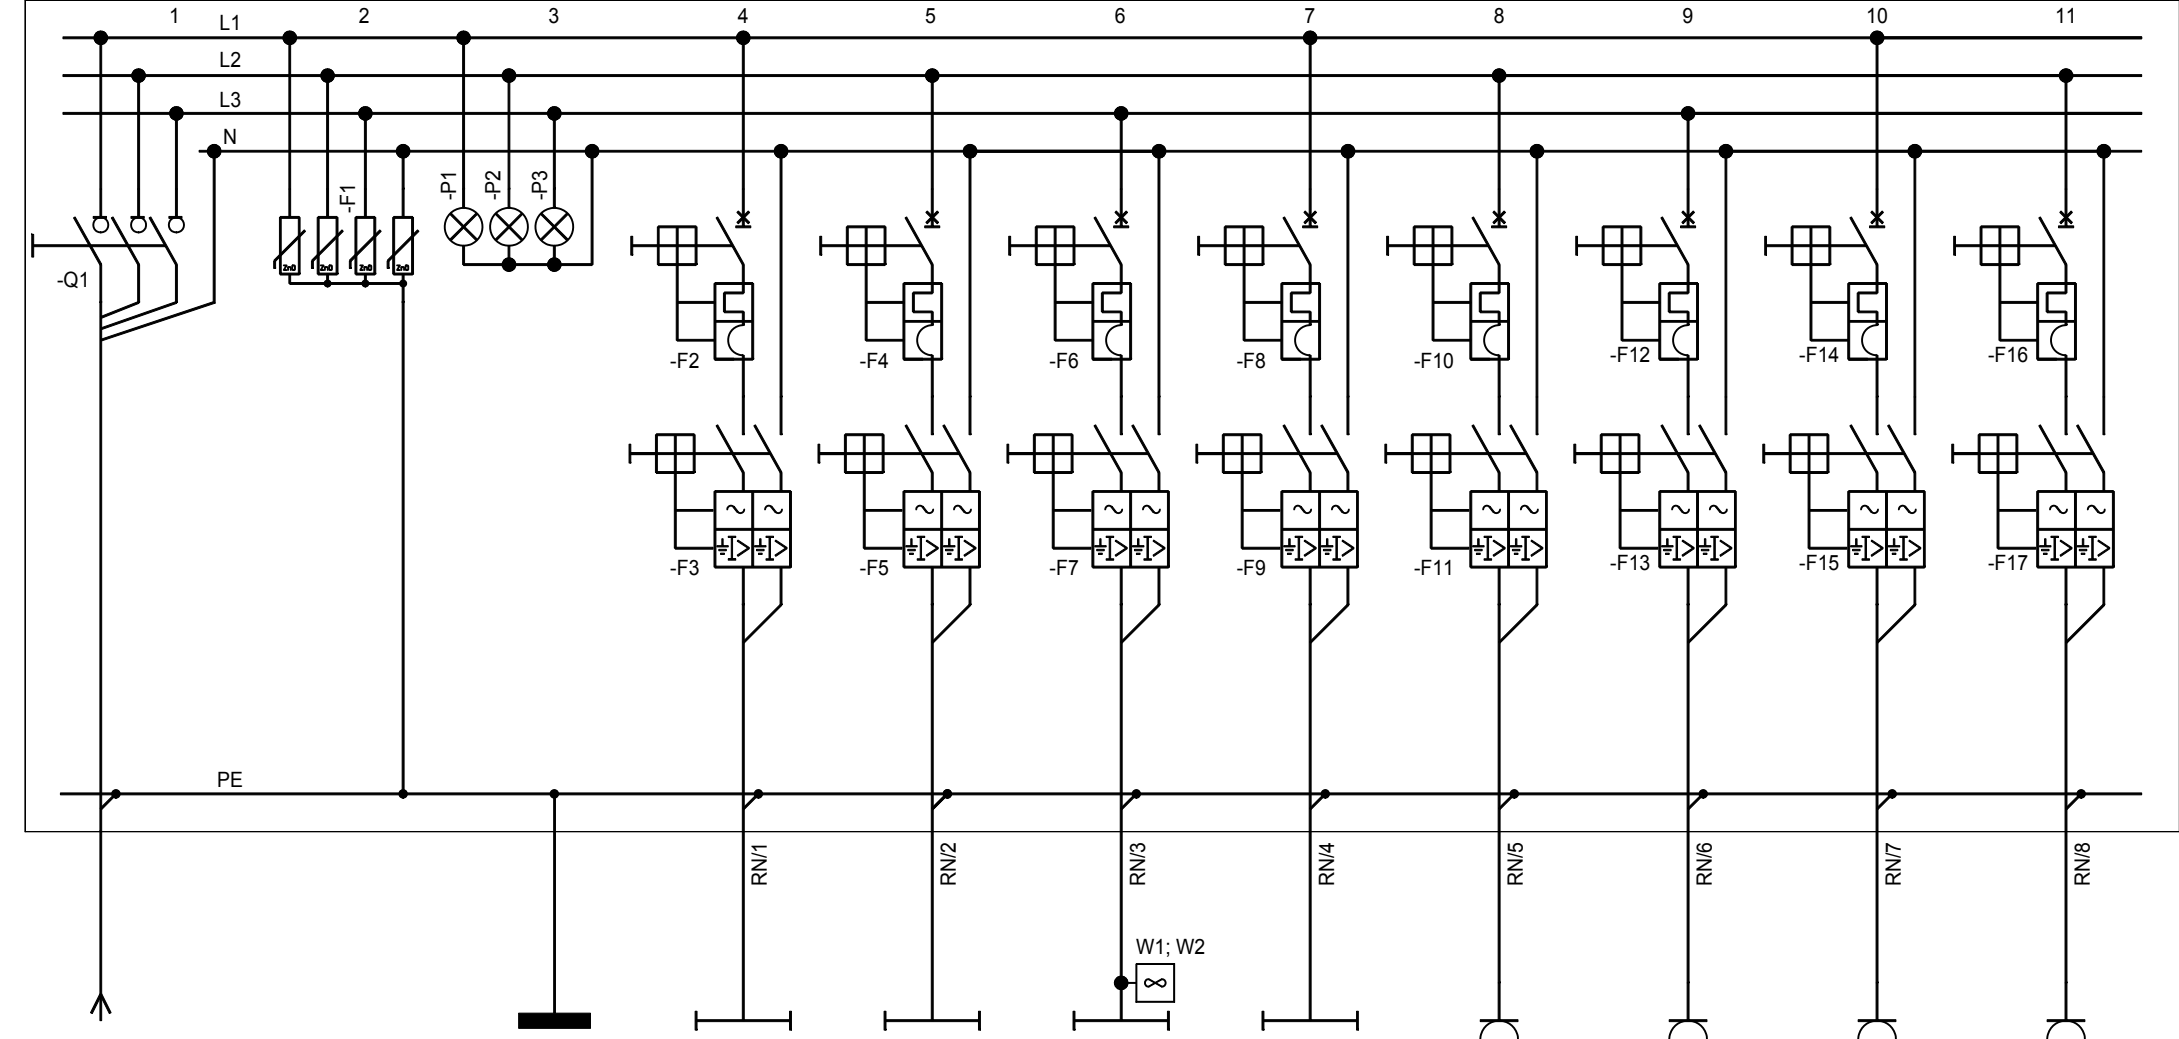 1 2 3 4 5 6 7 8 9 10 11
L1
L2
L3
N
-F1 -P1 -P2 -P3
-Q1
ZnO ZnO ZnO ZnO
-F2 -F4 -F6 -F8 -F10 -F12 -F14 -F16
-F3 -F5 -F7 -F9 -F11 -F13 -F15 -F17
PE
RN/1 RN/2 RN/3 RN/4 RN/5 RN/6 RN/7 RN/8
W1; W2